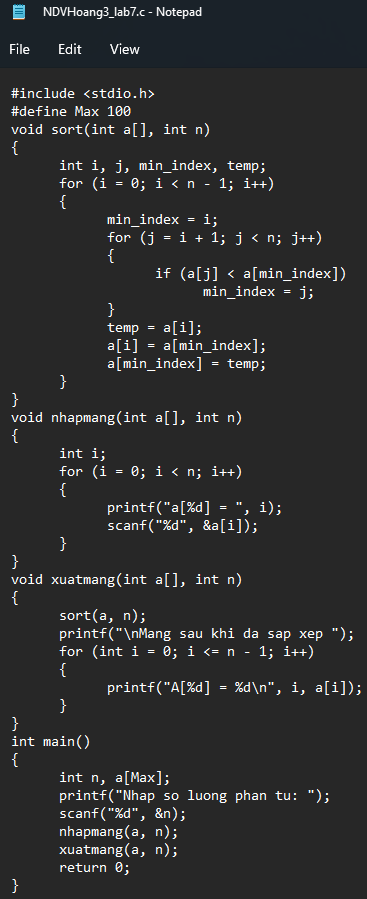 NDVHoang3_lab7.c - Notepad
File Edit View
#include <stdio.h>
#define Max 100
void sort(int a[], int n)
{
int i, j, min_index, temp;
for (i = 0; i < n - 1; i++)
{
min_index = i;
for (j = i + 1; j < n; j++)
{
if (a[j] < a[min_index])
min_index = j;
}
temp = a[i];
a[i] = a[min_index];
a[min_index] = temp;
}
}
void nhapmang(int a[], int n)
{
int i;
for (i = 0; i < n; i++)
{
printf("a[%d] = ", i);
scanf("%d", &a[i]);
}
}
void xuatmang(int a[], int n)
{
sort(a, n);
printf("\nMang sau khi da sap xep ");
for (int i = 0; i <= n - 1; i++)
{
printf("A[%d] = %d\n", i, a[i]);
}
}
int main()
{
int n, a[Max];
printf("Nhap so luong phan tu: ");
scanf("%d", &n);
nhapmang(a, n);
xuatmang(a, n);
return 0;
}